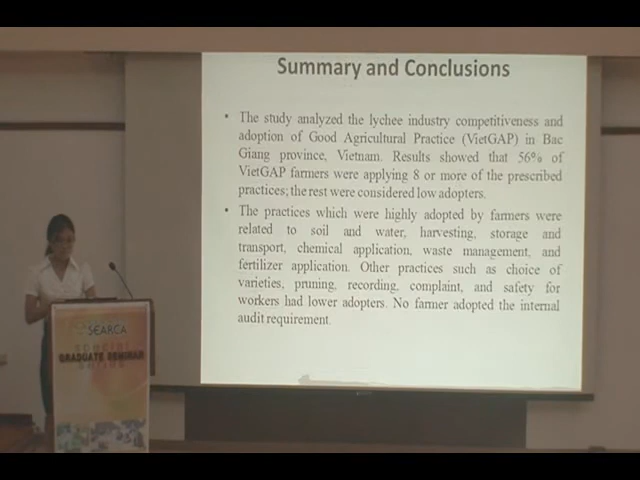 Summary and Conclusions
• The study analyzed the lychee industry competitiveness and
adoption of Good Agricultural Practice (VietGAP) in Bac
Giang province, Vietnam. Results showed that 56% of
VietGAP farmers were applying 8 or more of the prescribed
practices; the rest were considered low adopters.
• The practices which were highly adopted by farmers were
related to soil and water, harvesting, storage and
transport, chemical application, waste management, and
fertilizer application. Other practices such as choice of
varieties, pruning, recording, complaint, and safety for
workers had lower adopters. No farmer adopted the internal
audit requirement.
SEARCA
special
GRADUATE SEMINAR
series